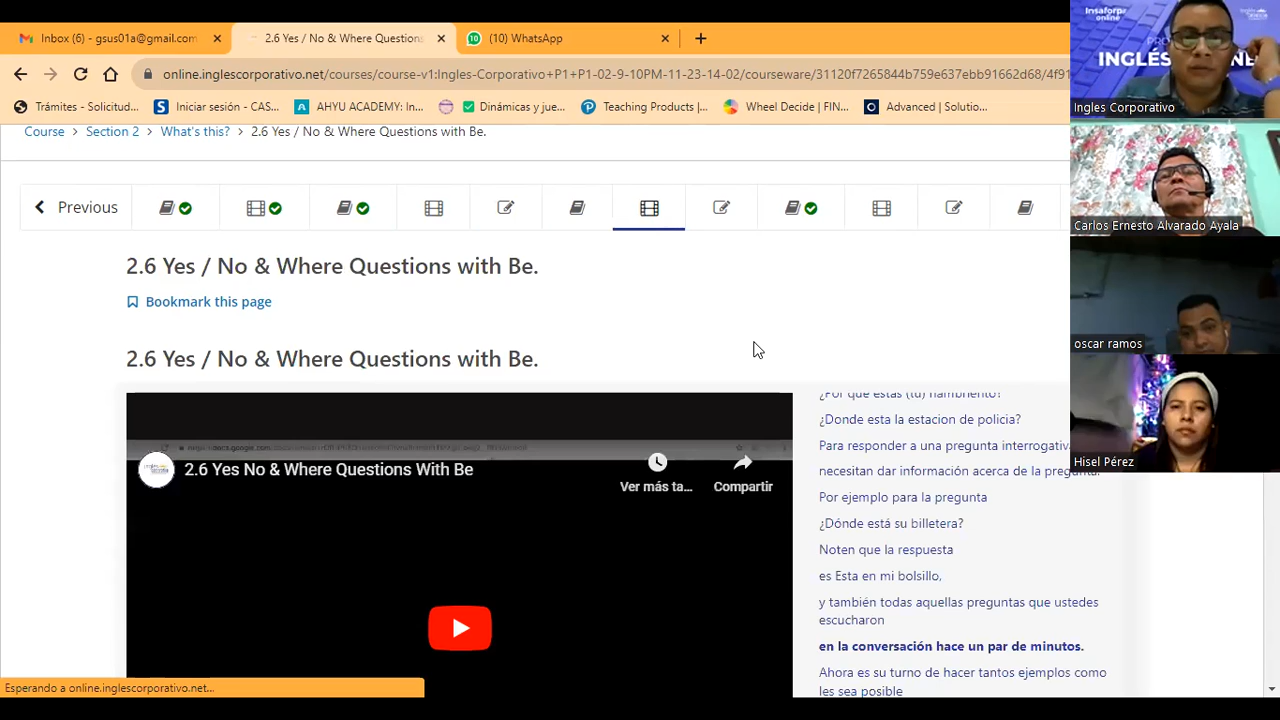 Inbox (6) - gsus01a@gmail.com
2.6 Yes / No & Where Questions
(10) WhatsApp
online.inglescorporativo.net/courses/course-v1:Ingles-Corporativo+P1+P1-02-9-10PM-11-23-14-02/courseware/31120f7265844b759e637ebb91662d68/4f91
Trámites - Solicitud...
Iniciar sesión - CAS...
AHYU ACADEMY: In...
Dinámicas y jue...
Teaching Products |...
Wheel Decide | FIN...
Advanced | Solutio...
Course > Section 2 > What's this? > 2.6 Yes / No & Where Questions with Be.
Previous
2.6 Yes / No & Where Questions with Be.
Bookmark this page
2.6 Yes / No & Where Questions with Be.
2.6 Yes No & Where Questions With Be
Ver más ta...
Compartir
¿Por que estas (tu) hambriento?
¿Donde esta la estacion de policia?
Para responder a una pregunta interrogativ
necesitan dar información acerca de la pregunta.
Por ejemplo para la pregunta
¿Dónde está su billetera?
Noten que la respuesta
es Esta en mi bolsillo,
y también todas aquellas preguntas que ustedes
escucharon
en la conversación hace un par de minutos.
Ahora es su turno de hacer tantos ejemplos como
les sea posible
Esperando a online.inglescorporativo.net...
Insaforp
online
INGLÉS
NE
Ingles Corporativo
Carlos Ernesto Alvarado Ayala
oscar ramos
Hisel Pérez